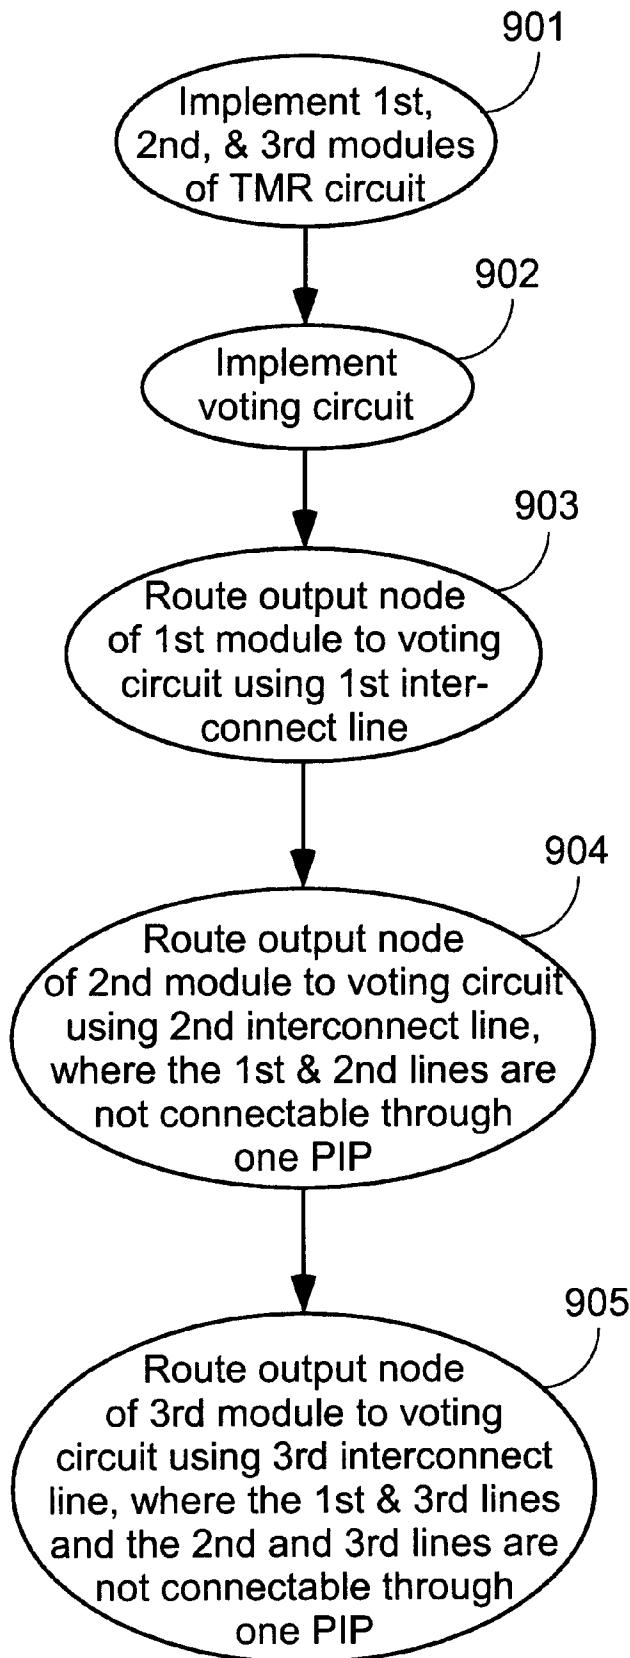 901
Implement 1st,
2nd, & 3rd modules
of TMR circuit
902
Implement
voting circuit
903
Route output node
of 1st module to voting
circuit using 1st inter-
connect line
904
Route output node
of 2nd module to voting circuit
using 2nd interconnect line,
where the 1st & 2nd lines are
not connectable through
one PIP
905
Route output node
of 3rd module to voting
circuit using 3rd interconnect
line, where the 1st & 3rd lines
and the 2nd and 3rd lines are
not connectable through
one PIP